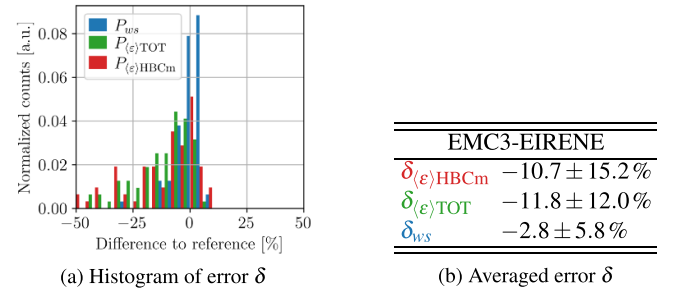 Normalized counts [a.u.]
0.08
0.06
0.04
0.02
0.00
P_ws
P_⟨ε⟩TOT
P_⟨ε⟩HBCm
−50 −25 0 25 50
Difference to reference [%]
(a) Histogram of error δ
EMC3-EIRENE
δ_⟨ε⟩HBCm −10.7 ± 15.2 %
δ_⟨ε⟩TOT −11.8 ± 12.0 %
δ_ws −2.8 ± 5.8 %
(b) Averaged error δ